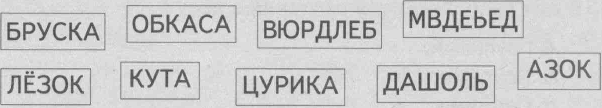 БРУСКА ОБКАСА ВЮРДЛЕБ МВДЕЬЕД
ЛЁЗОК КУТА ЦУРИКА ДАШОЛЬ АЗОК